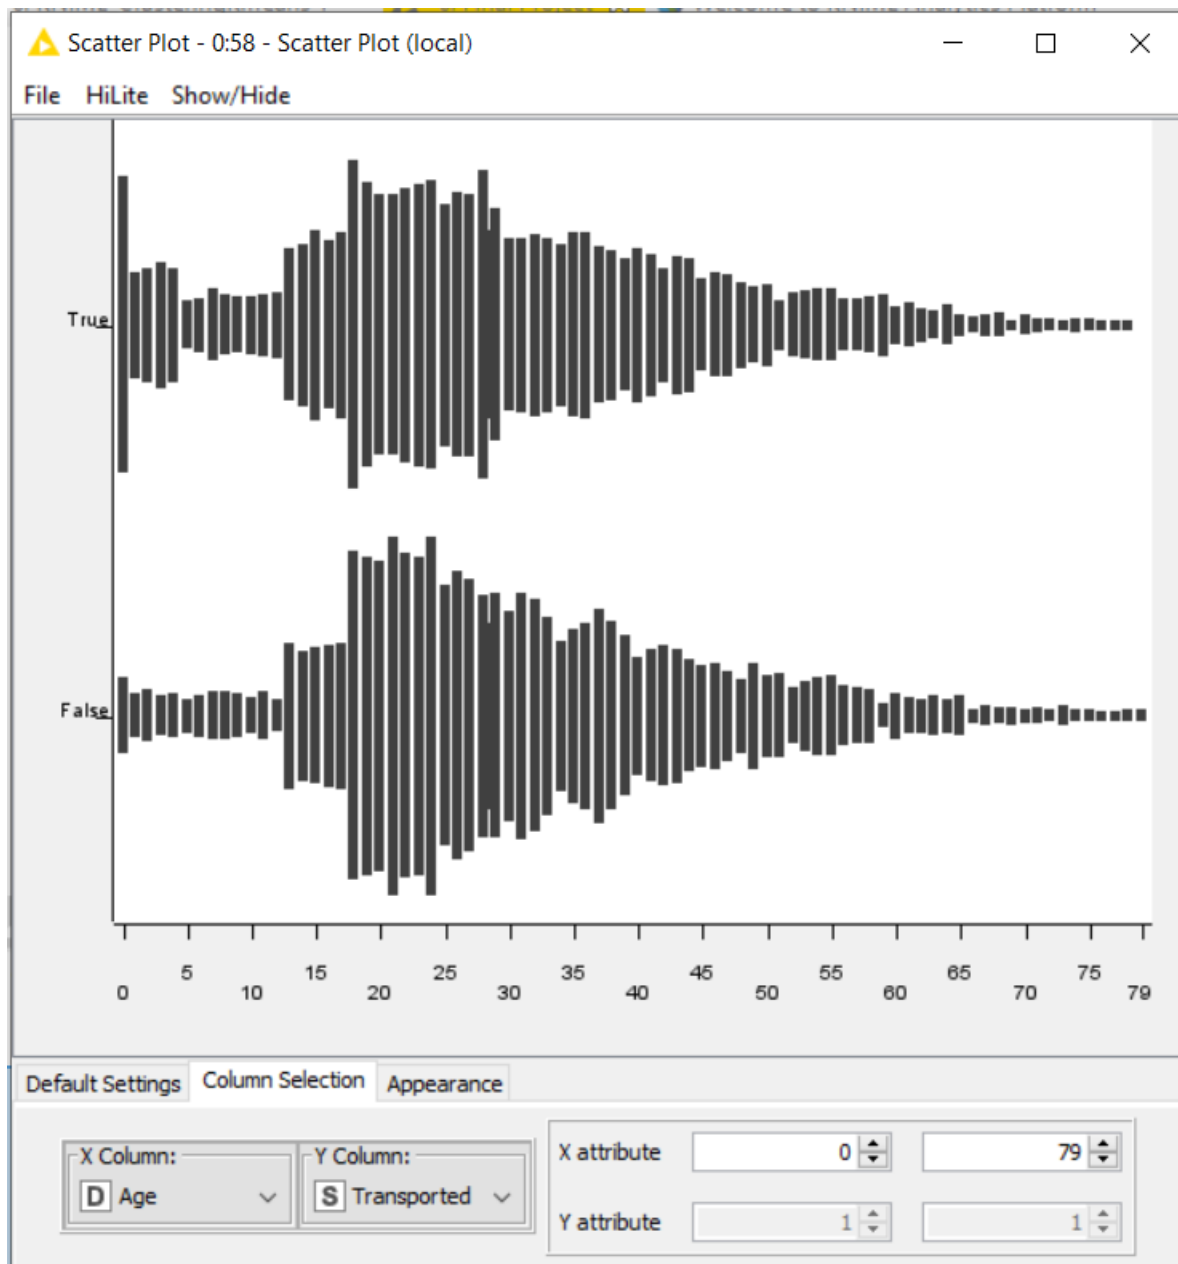 Scatter Plot - 0:58 - Scatter Plot (local)
File HiLite Show/Hide
True
False
5 15 25 35 45 55 65 75
0 10 20 30 40 50 60 70 79
Default Settings Column Selection Appearance
X Column: Y Column:
D Age S Transported
X attribute 0 79
Y attribute 1 1